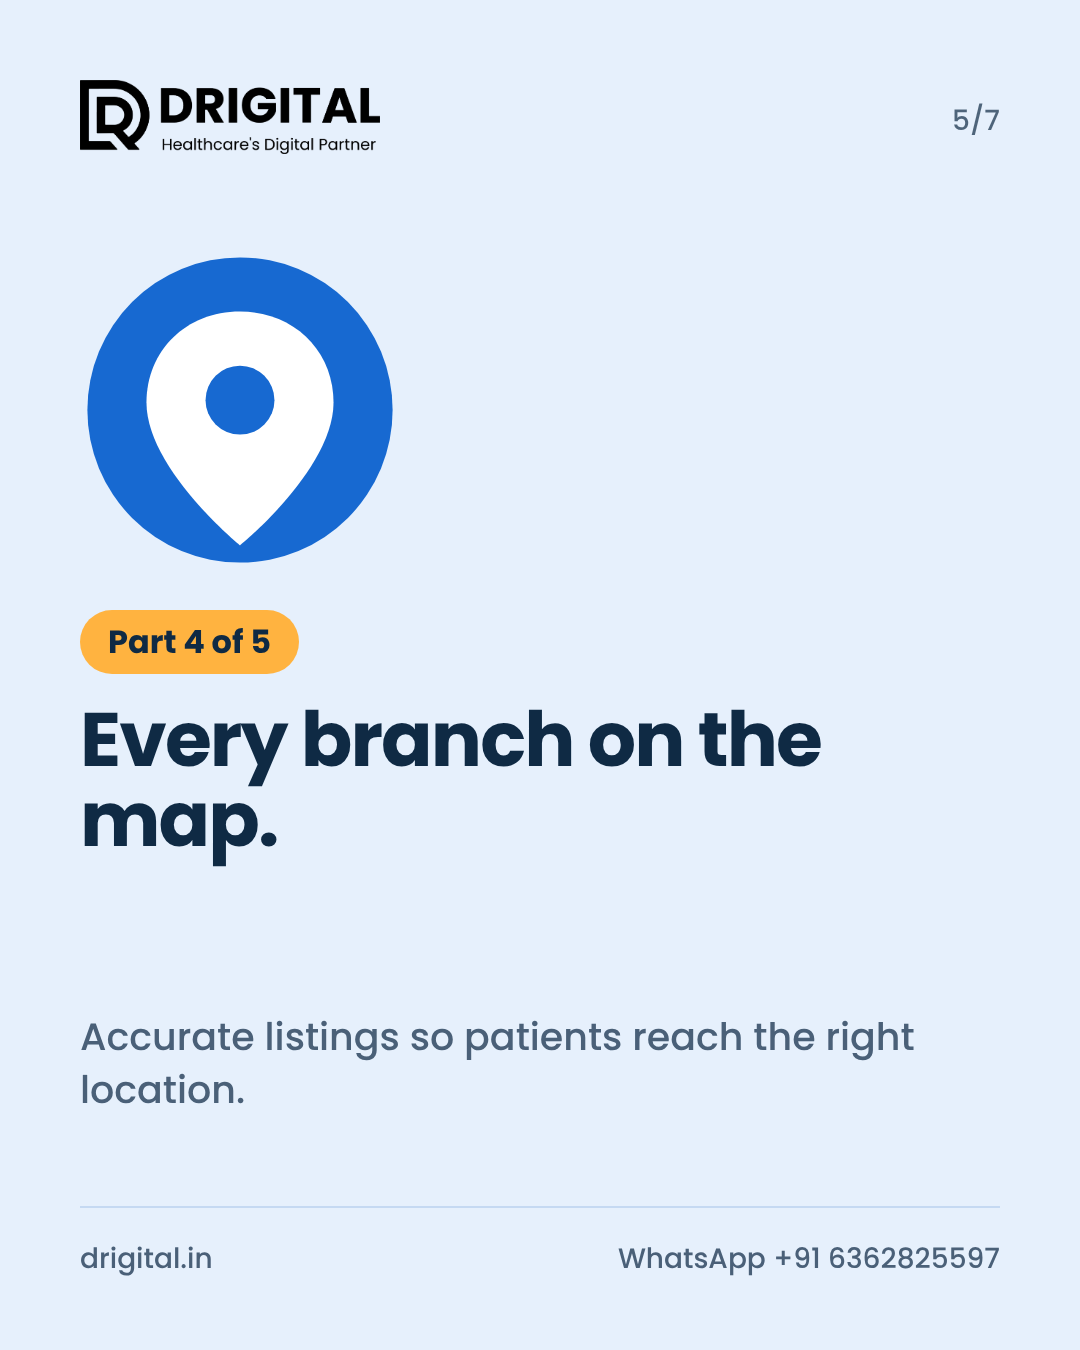 DRIGITAL
Healthcare's Digital Partner
5/7
Part 4 of 5
Every branch on the
map.
Accurate listings so patients reach the right
location.
drigital.in
WhatsApp +91 6362825597